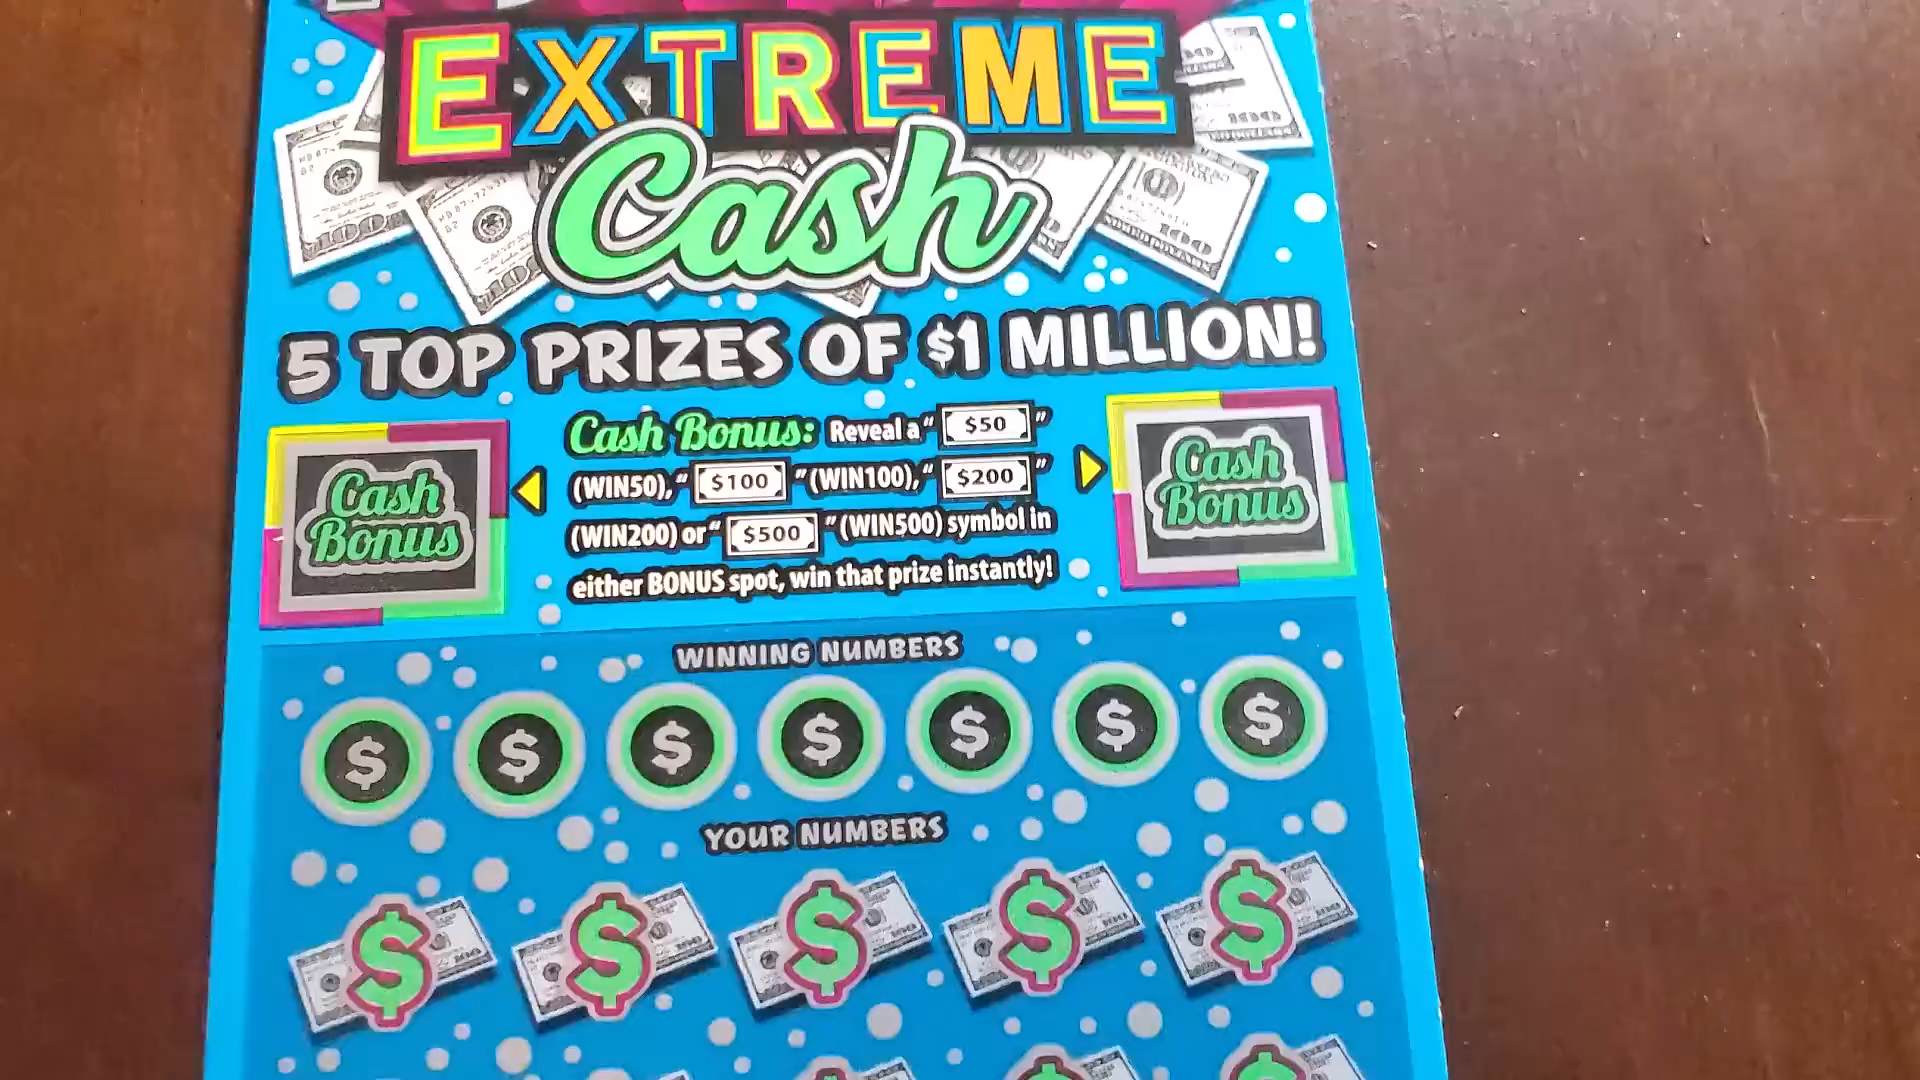 EXTREME
Cash
5 TOP PRIZES OF $1 MILLION!
Cash Bonus: Reveal a "$50"
(WIN50), "$100" (WIN100), "$200"
(WIN200) or "$500" (WIN500) symbol in
either BONUS spot, win that prize instantly!
Cash
Bonus
Cash
Bonus
WINNING NUMBERS
$ $ $ $ $ $ $
YOUR NUMBERS
$ $ $ $ $